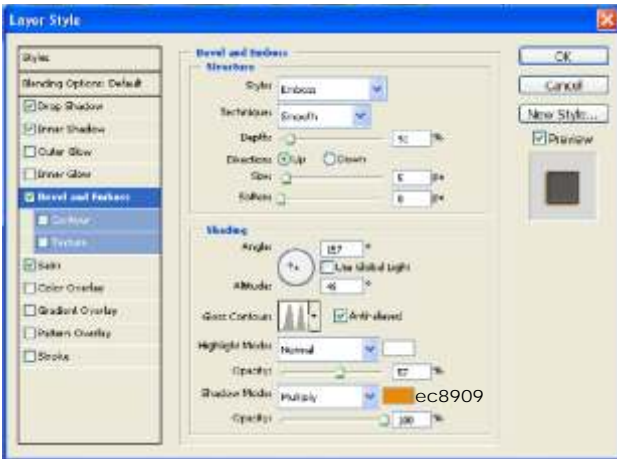 Layer Style
Styles
Blending Options: Default
Drop Shadow
Inner Shadow
Outer Glow
Inner Glow
Bevel and Emboss
Contour
Texture
Satin
Color Overlay
Gradient Overlay
Pattern Overlay
Stroke
Bevel and Emboss
Structure
Style: Emboss
Technique: Smooth
Depth: %
Direction: Up Down
Size: px
Soften: px
Shading
Angle: °
Use Global Light
Altitude: °
Gloss Contour: Anti-aliased
Highlight Mode: Normal
Opacity: %
Shadow Mode: Multiply ec8909
Opacity: 100 %
OK
Cancel
New Style...
Preview